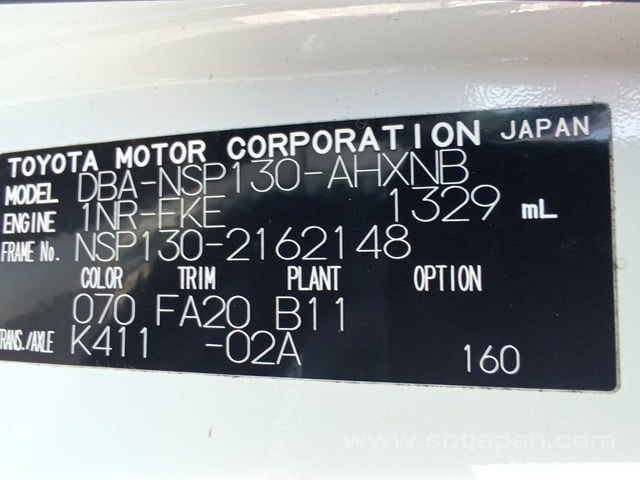 TOYOTA MOTOR CORPORATION JAPAN
MODEL DBA-NSP130-AHXNB
ENGINE 1NR-FKE 1329 mL
FRAME No. NSP130-2162148
COLOR TRIM PLANT OPTION
070 FA20 B11
TRANS./AXLE K411 -02A 160
www.sbtjapan.com